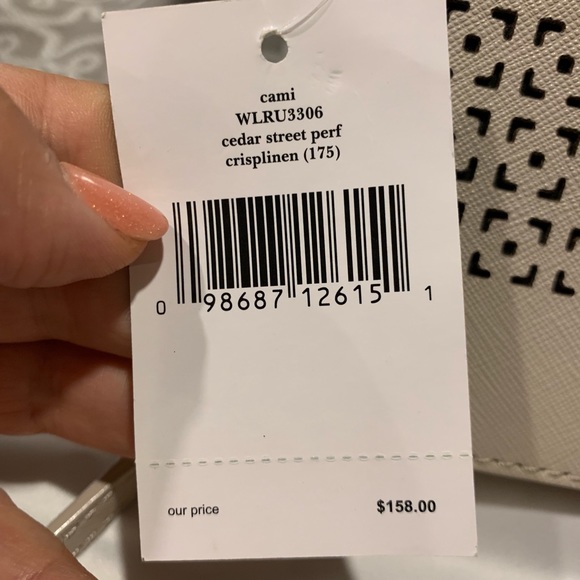 cami
WLRU3306
cedar street perf
crisplinen (175)
0 98687 12615 1
our price $158.00